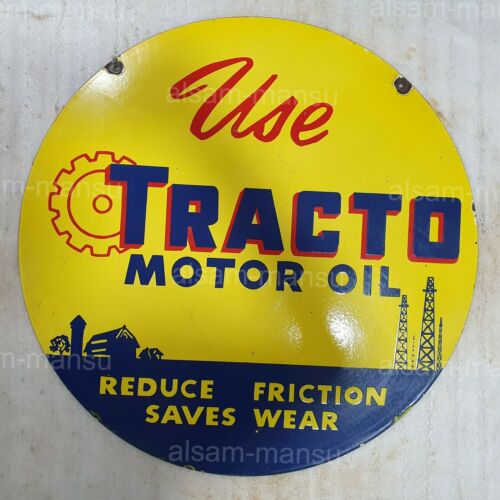 Use
TRACTO
MOTOR OIL
REDUCE FRICTION
SAVES WEAR
alsam-mansu